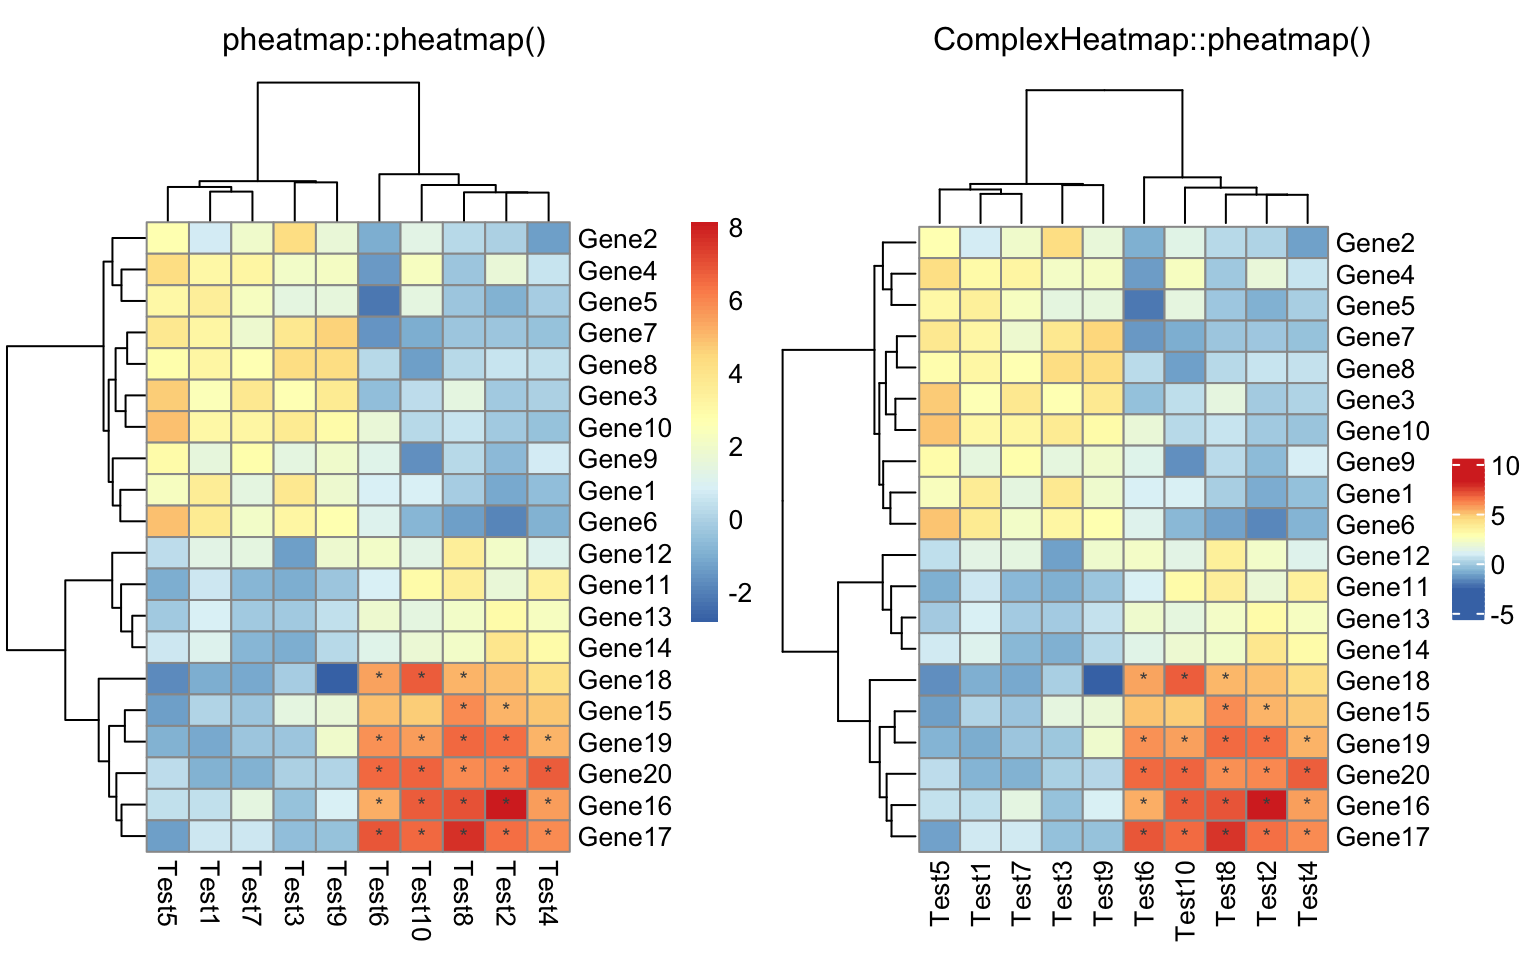 pheatmap::pheatmap()
Gene2
Gene4
Gene5
Gene7
Gene8
Gene3
Gene10
Gene9
Gene1
Gene6
Gene12
Gene11
Gene13
Gene14
Gene18
* * *
Gene15
* *
Gene19
* * * * *
Gene20
* * * * *
Gene16
* * * * *
Gene17
* * * * *
Test5
Test1
Test7
Test3
Test9
Test6
Test10
Test8
Test2
Test4
8
6
4
2
0
-2
ComplexHeatmap::pheatmap()
Gene2
Gene4
Gene5
Gene7
Gene8
Gene3
Gene10
Gene9
Gene1
Gene6
Gene12
Gene11
Gene13
Gene14
Gene18
* * *
Gene15
* *
Gene19
* * * * *
Gene20
* * * * *
Gene16
* * * * *
Gene17
* * * * *
Test5
Test1
Test7
Test3
Test9
Test6
Test10
Test8
Test2
Test4
10
5
0
-5